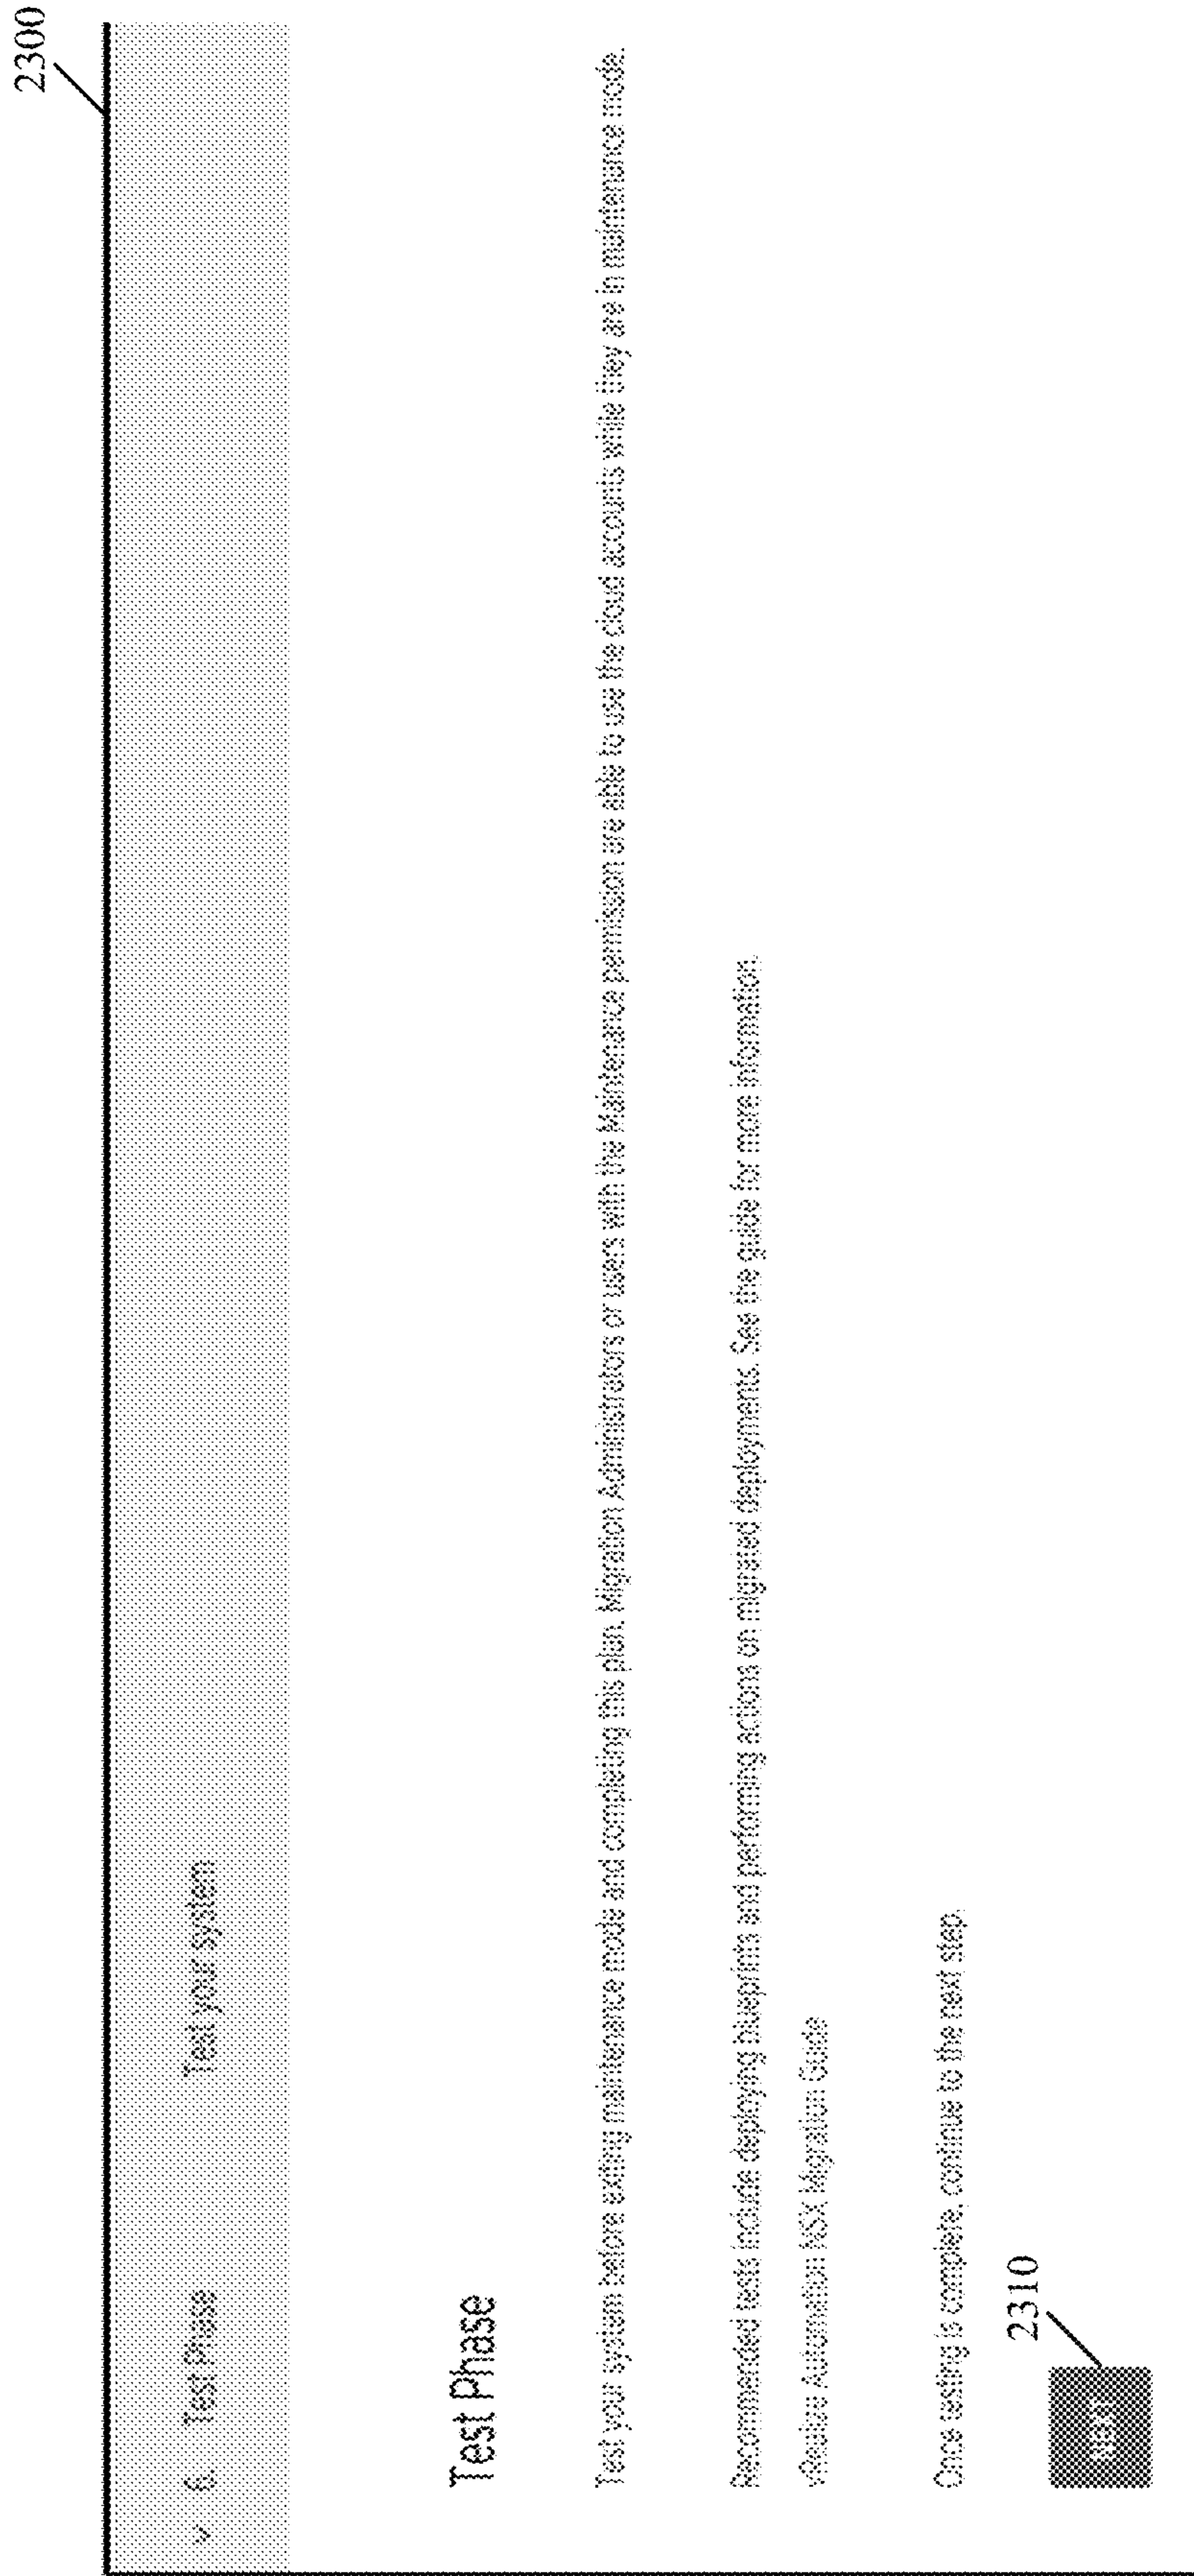 2300
v 6. Test Phase Test your system
Test Phase
Test your system before exiting maintenance mode and completing this plan. Migration Administrators or users with the Maintenance permission are able to use the cloud accounts while they are in maintenance mode.
Recommended tests include deploying blueprints and performing actions on migrated deployments. See the guide for more information.
vRealize Automation NSX Migration Guide
Once testing is complete, continue to the next step.
2310
NEXT